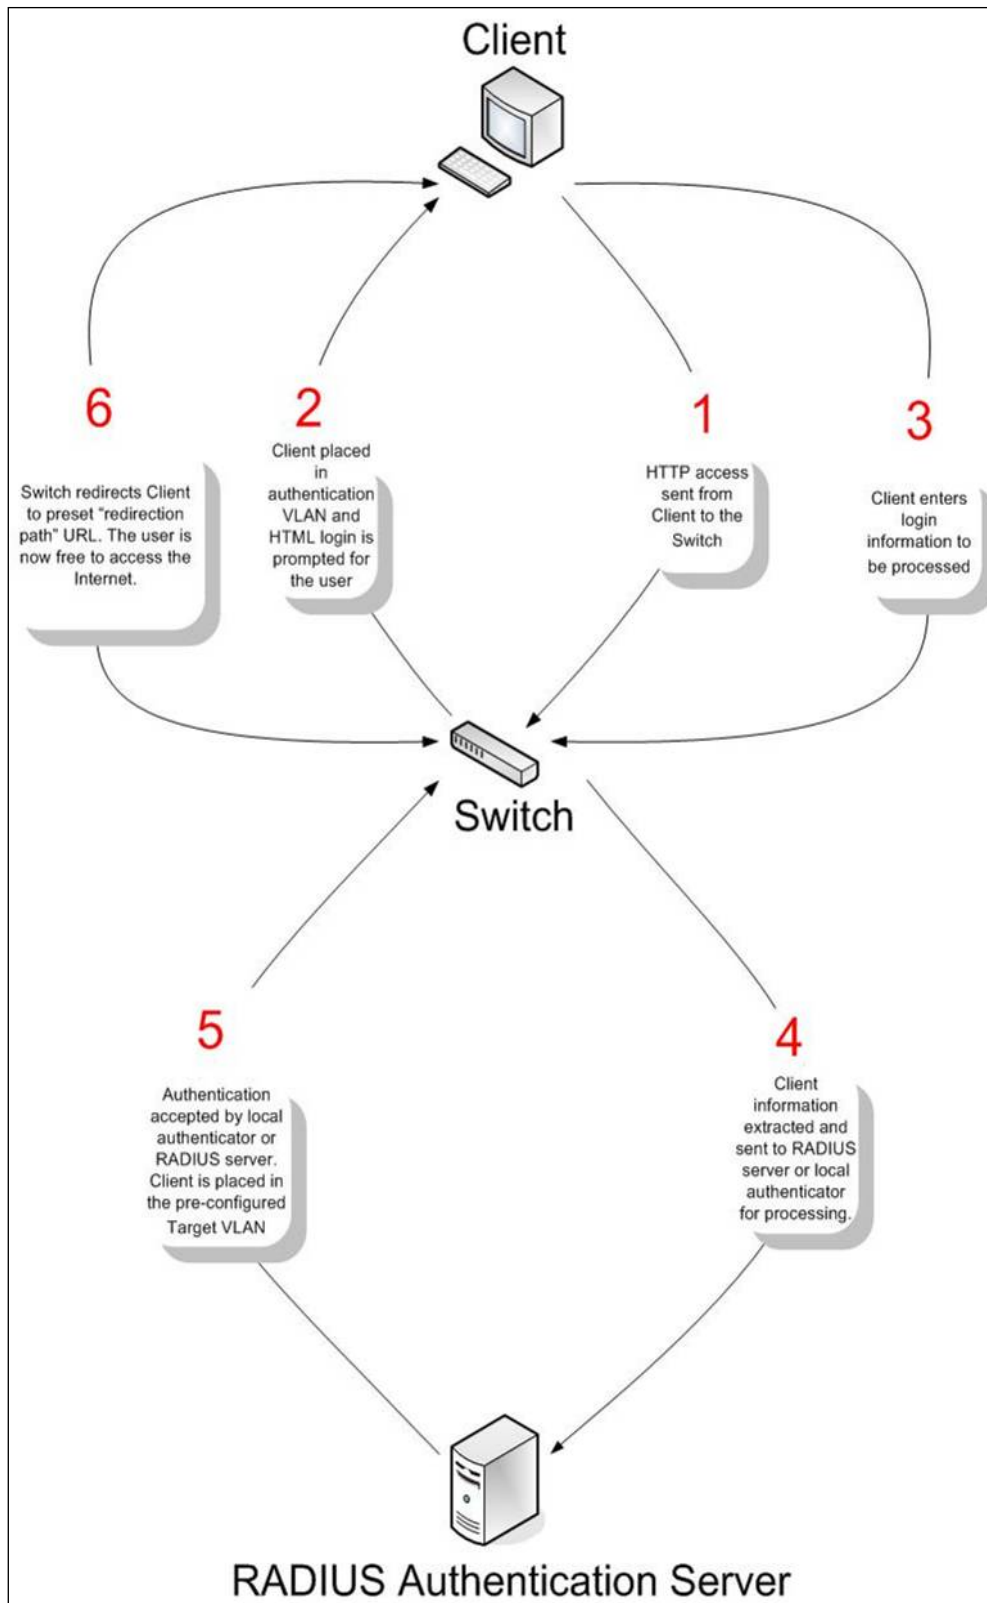 Client
6
Switch redirects Client
to preset “redirection
path” URL. The user is
now free to access the
Internet.
2
Client placed
in
authentication
VLAN and
HTML login is
prompted for
the user
1
HTTP access
sent from
Client to the
Switch
3
Client enters
login
information to
be processed
Switch
5
Authentication
accepted by local
authenticator or
RADIUS server.
Client is placed in
the pre-configured
Target VLAN
4
Client
information
extracted and
sent to RADIUS
server or local
authenticator
for processing.
RADIUS Authentication Server